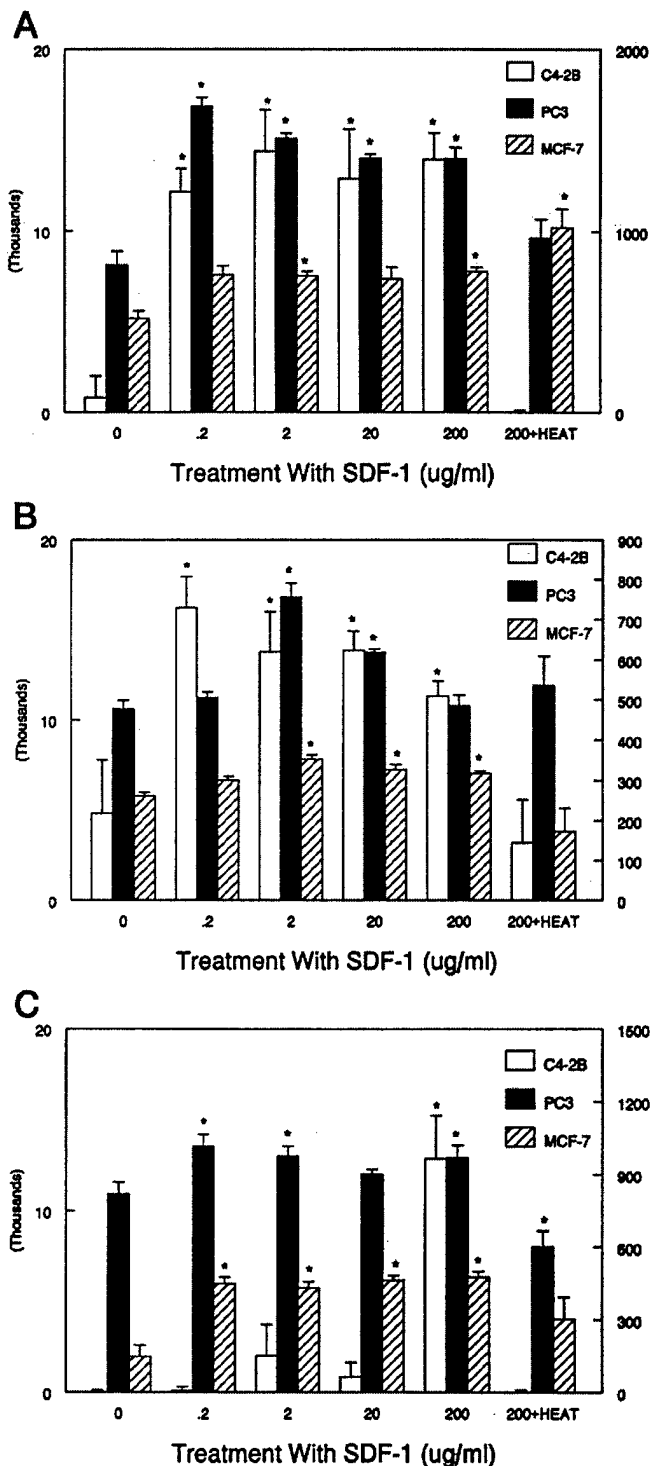 A
20
2000
C4-2B
PC3
MCF-7
(Thousands)
10
1000
0
0
0 .2 2 20 200 200+HEAT
Treatment With SDF-1 (ug/ml)
B
20
900
C4-2B
800
PC3
700
MCF-7
600
(Thousands)
10
500
400
300
200
100
0
0
0 .2 2 20 200 200+HEAT
Treatment With SDF-1 (ug/ml)
C
20
1500
C4-2B
1200
PC3
MCF-7
900
(Thousands)
10
600
300
0
0
0 .2 2 20 200 200+HEAT
Treatment With SDF-1 (ug/ml)